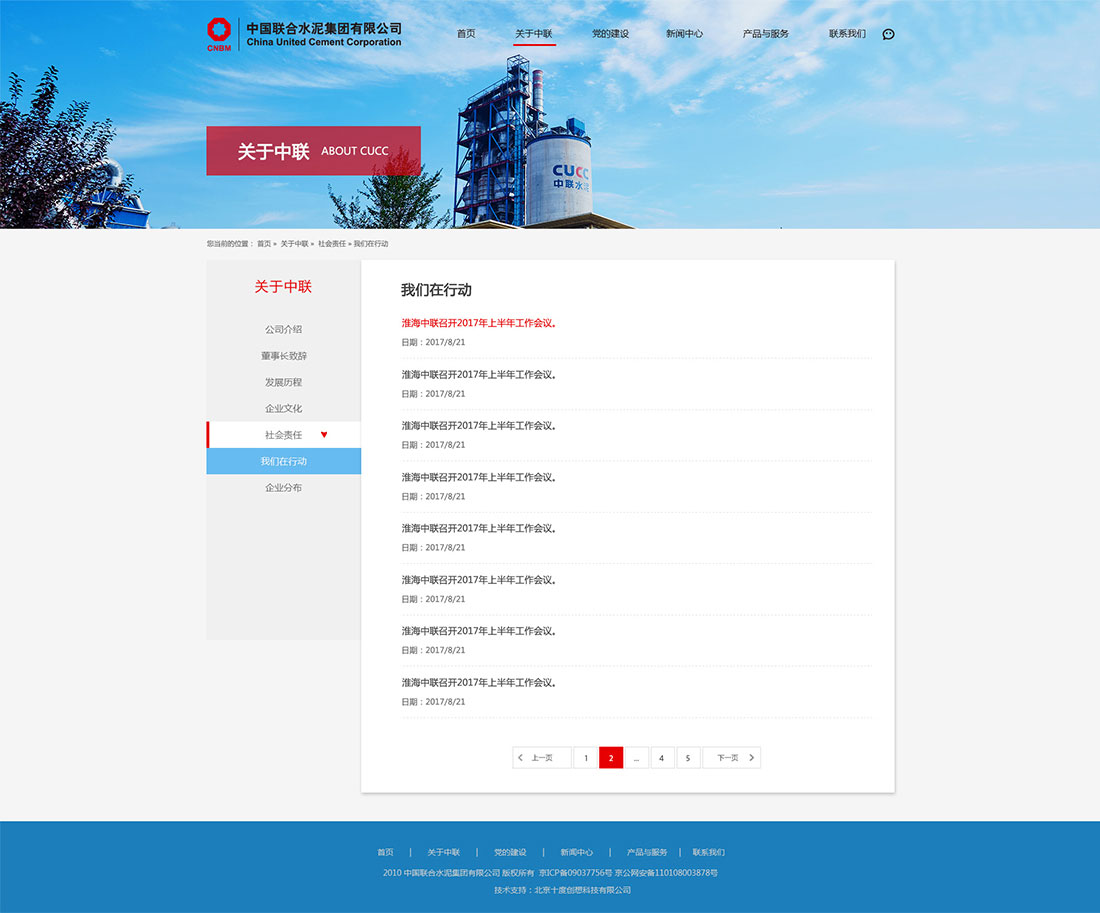 中国联合水泥集团有限公司
China United Cement Corporation
CNBM
首页 关于中联 党的建设 新闻中心 产品与服务 联系我们
CUCC
中联水泥
关于中联 ABOUT CUCC
您当前的位置： 首页 » 关于中联 » 社会责任 » 我们在行动
关于中联
公司介绍
董事长致辞
发展历程
企业文化
社会责任
我们在行动
企业分布
我们在行动
淮海中联召开2017年上半年工作会议。
日期：2017/8/21
淮海中联召开2017年上半年工作会议。
日期：2017/8/21
淮海中联召开2017年上半年工作会议。
日期：2017/8/21
淮海中联召开2017年上半年工作会议。
日期：2017/8/21
淮海中联召开2017年上半年工作会议。
日期：2017/8/21
淮海中联召开2017年上半年工作会议。
日期：2017/8/21
淮海中联召开2017年上半年工作会议。
日期：2017/8/21
淮海中联召开2017年上半年工作会议。
日期：2017/8/21
上一页 1 2 ... 4 5 下一页
首页 | 关于中联 | 党的建设 | 新闻中心 | 产品与服务 | 联系我们
2010 中国联合水泥集团有限公司 版权所有 京ICP备09037756号 京公网安备110108003878号
技术支持：北京十度创想科技有限公司